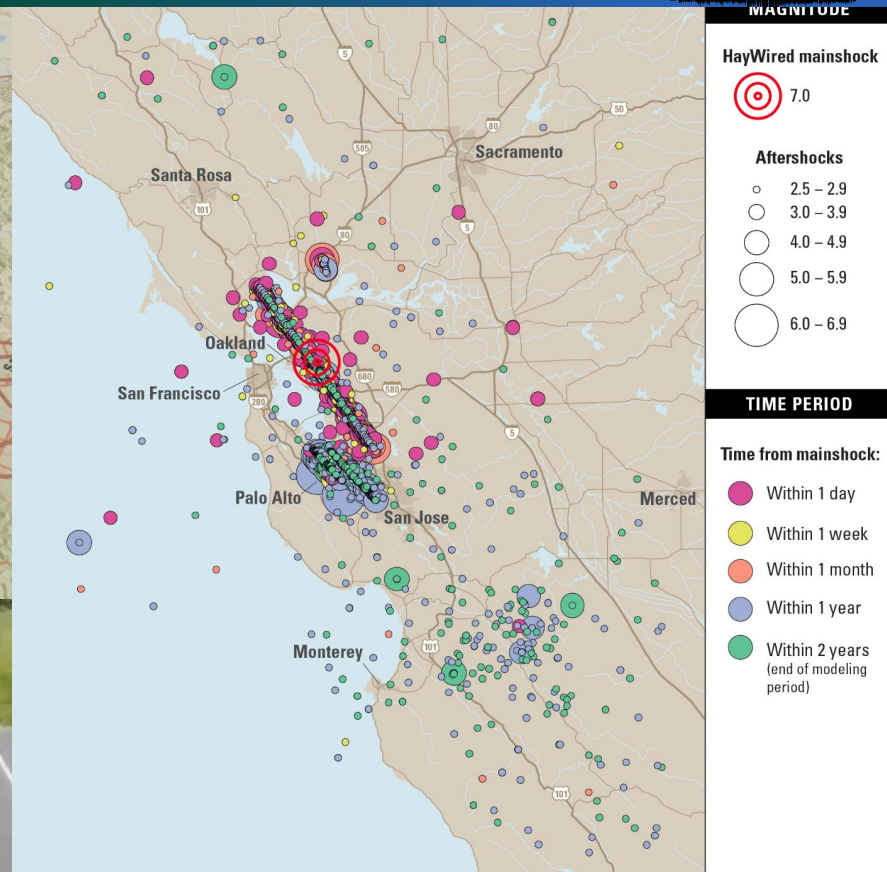 MAGNITUDE
HayWired mainshock
7.0
Aftershocks
2.5 – 2.9
3.0 – 3.9
4.0 – 4.9
5.0 – 5.9
6.0 – 6.9
TIME PERIOD
Time from mainshock:
Within 1 day
Within 1 week
Within 1 month
Within 1 year
Within 2 years
(end of modeling
period)
5
50
80
Sacramento
505
Santa Rosa
101
5
80
Oakland
680
San Francisco
580
280
5
Palo Alto
Merced
San Jose
101
Monterey
101